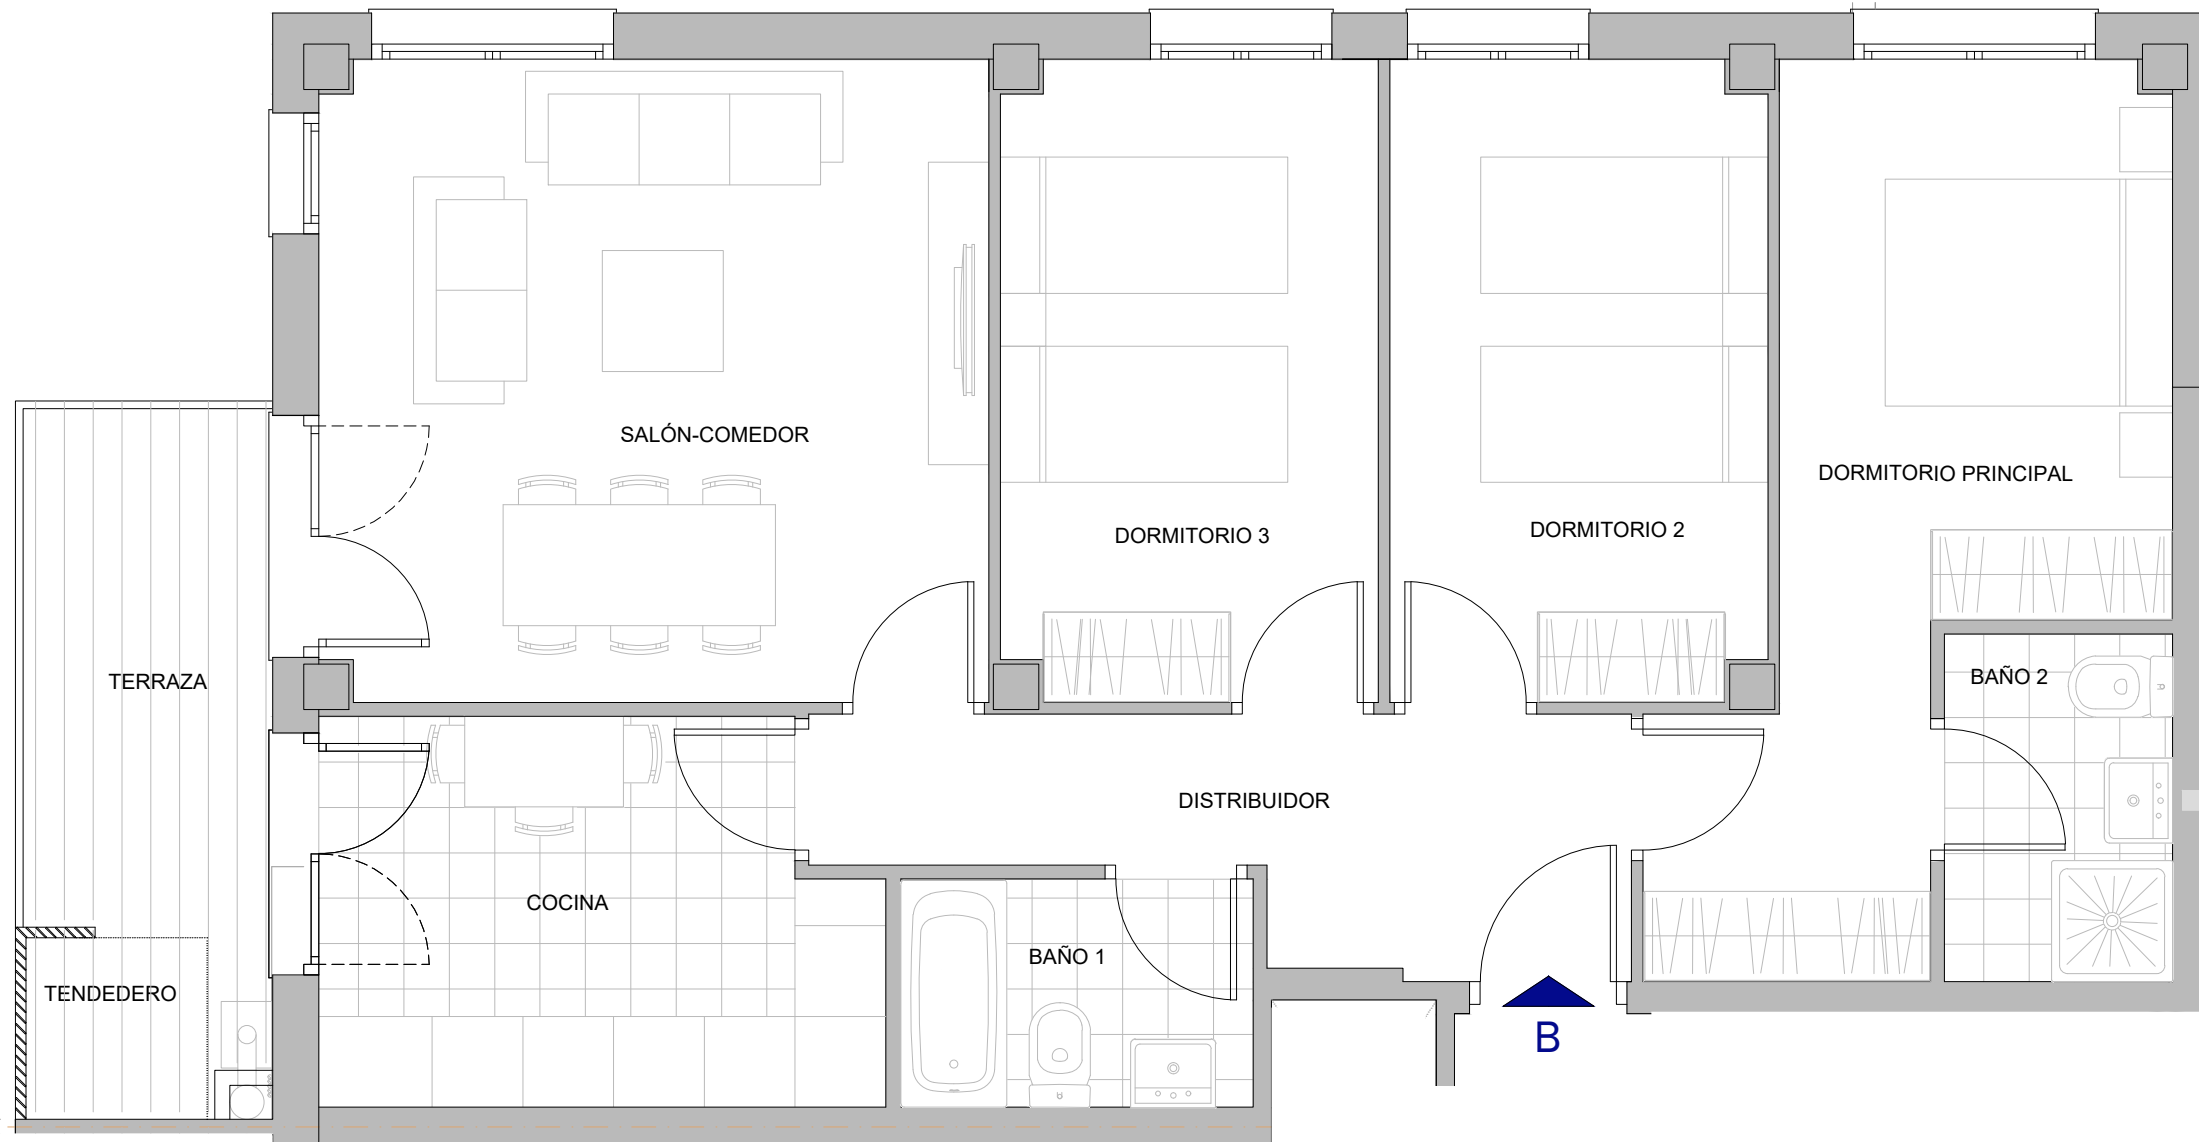 SALÓN-COMEDOR
DORMITORIO PRINCIPAL
DORMITORIO 3
DORMITORIO 2
TERRAZA
BAÑO 2
DISTRIBUIDOR
COCINA
BAÑO 1
TENDEDERO
B